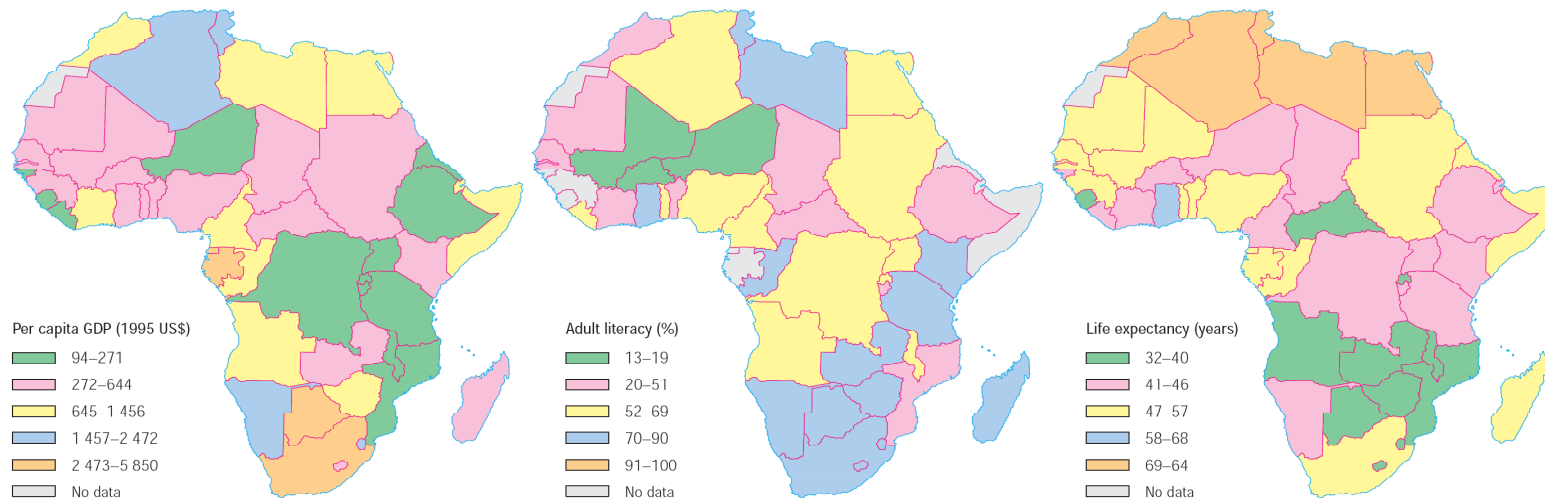 Per capita GDP (1995 US$)
94–271
272–644
645 1 456
1 457–2 472
2 473–5 850
No data
Adult literacy (%)
13–19
20–51
52 69
70–90
91–100
No data
Life expectancy (years)
32–40
41–46
47 57
58–68
69–64
No data